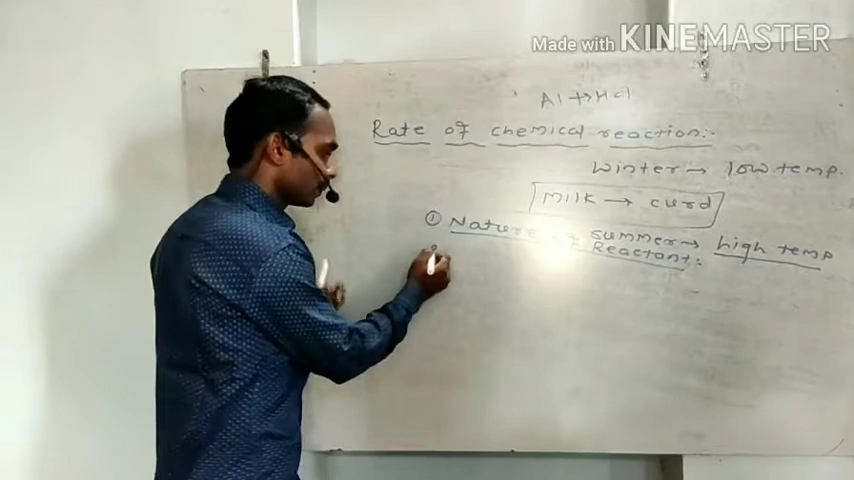 Made with KINEMASTER
Al + Hcl
Rate of chemical reaction :-
Winter → low temp.
Milk → curd
① Nature of Reactant :
summer → high temp